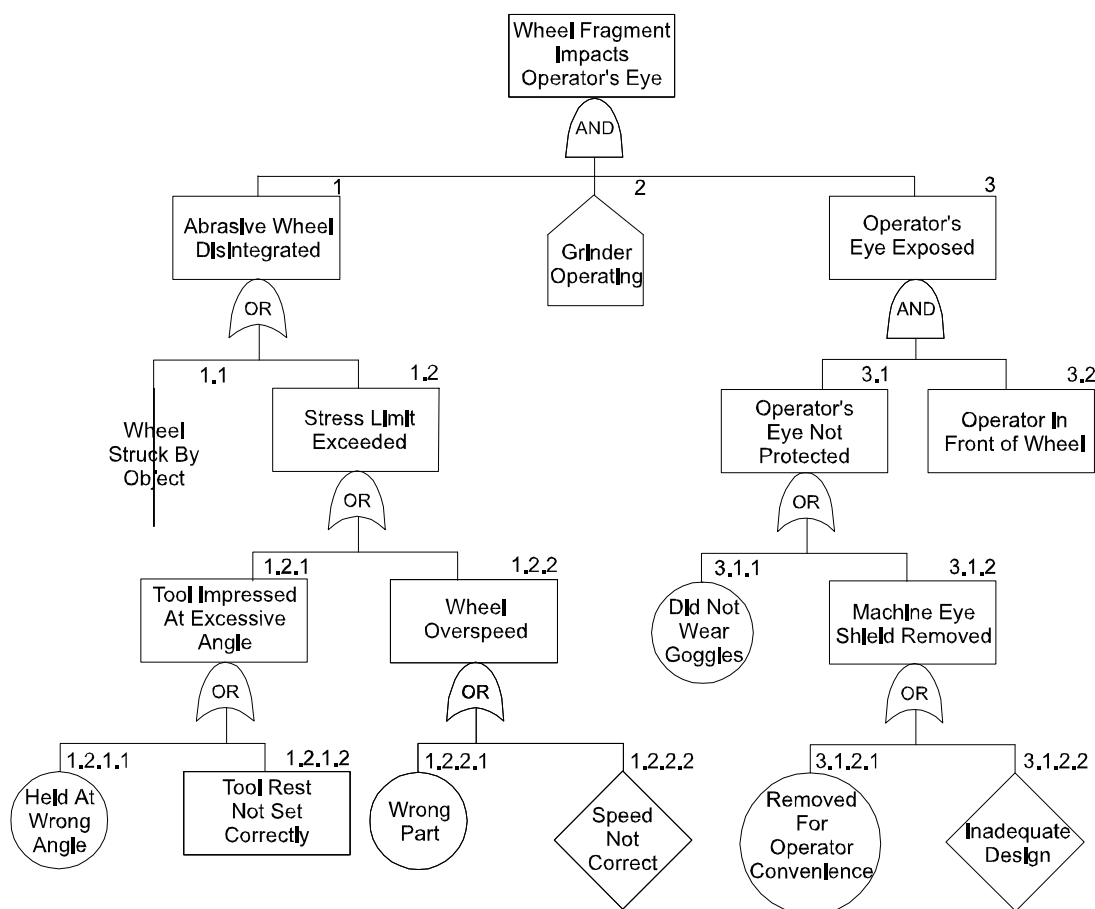 Wheel Fragment
Impacts
Operator's Eye
AND
1
2
3
Abrasive Wheel
Disintegrated
Grinder
Operating
Operator's
Eye Exposed
OR
AND
1.1
1.2
3.1
3.2
Wheel
Struck By
Object
Stress Limit
Exceeded
Operator's
Eye Not
Protected
Operator In
Front of Wheel
OR
OR
1.2.1
1.2.2
3.1.1
3.1.2
Tool Impressed
At Excessive
Angle
Wheel
Overspeed
Did Not
Wear
Goggles
Machine Eye
Shield Removed
OR
OR
OR
1.2.1.1
1.2.1.2
1.2.2.1
1.2.2.2
3.1.2.1
3.1.2.2
Held At
Wrong
Angle
Tool Rest
Not Set
Correctly
Wrong
Part
Speed
Not
Correct
Removed
For
Operator
Convenience
Inadequate
Design